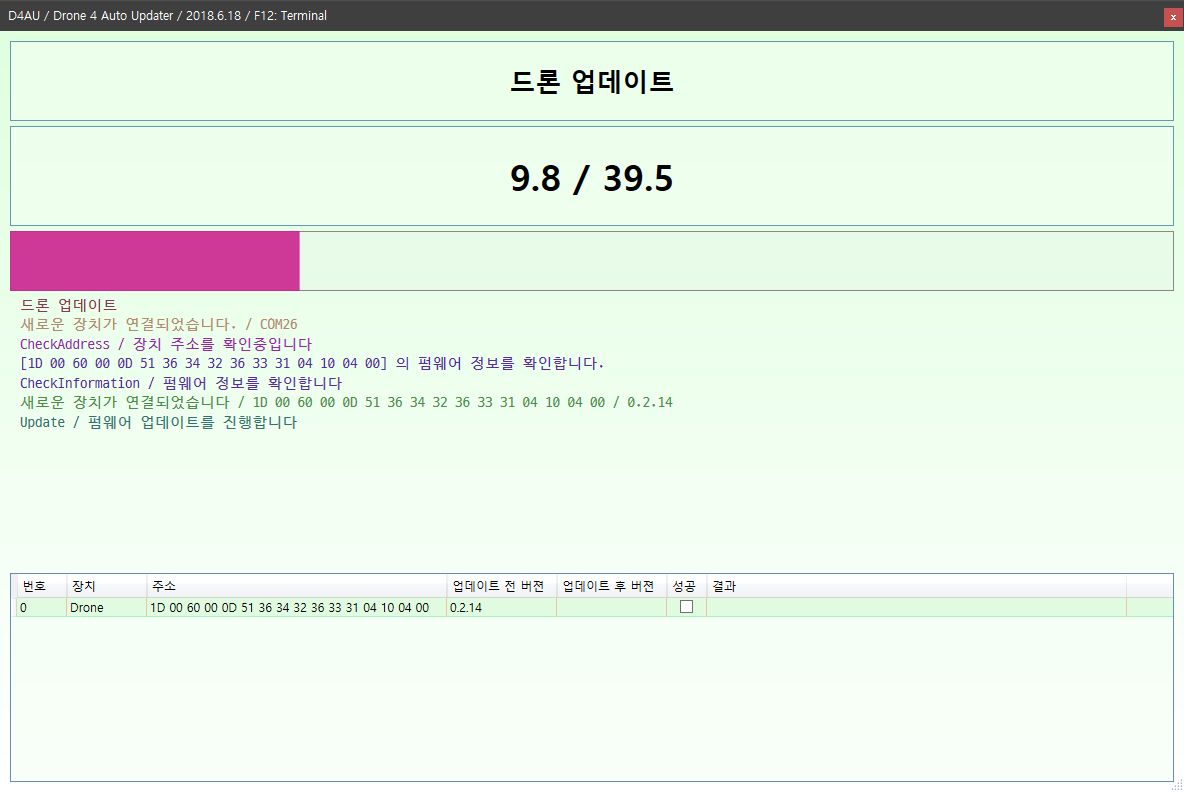 D4AU / Drone 4 Auto Updater / 2018.6.18 / F12: Terminal
x
드론 업데이트
9.8 / 39.5
드론 업데이트
새로운 장치가 연결되었습니다. / COM26
CheckAddress / 장치 주소를 확인중입니다
[1D 00 60 00 0D 51 36 34 32 36 33 31 04 10 04 00] 의 펌웨어 정보를 확인합니다.
CheckInformation / 펌웨어 정보를 확인합니다
새로운 장치가 연결되었습니다 / 1D 00 60 00 0D 51 36 34 32 36 33 31 04 10 04 00 / 0.2.14
Update / 펌웨어 업데이트를 진행합니다
번호 장치 주소 업데이트 전 버젼 업데이트 후 버젼 성공 결과
0 Drone 1D 00 60 00 0D 51 36 34 32 36 33 31 04 10 04 00 0.2.14